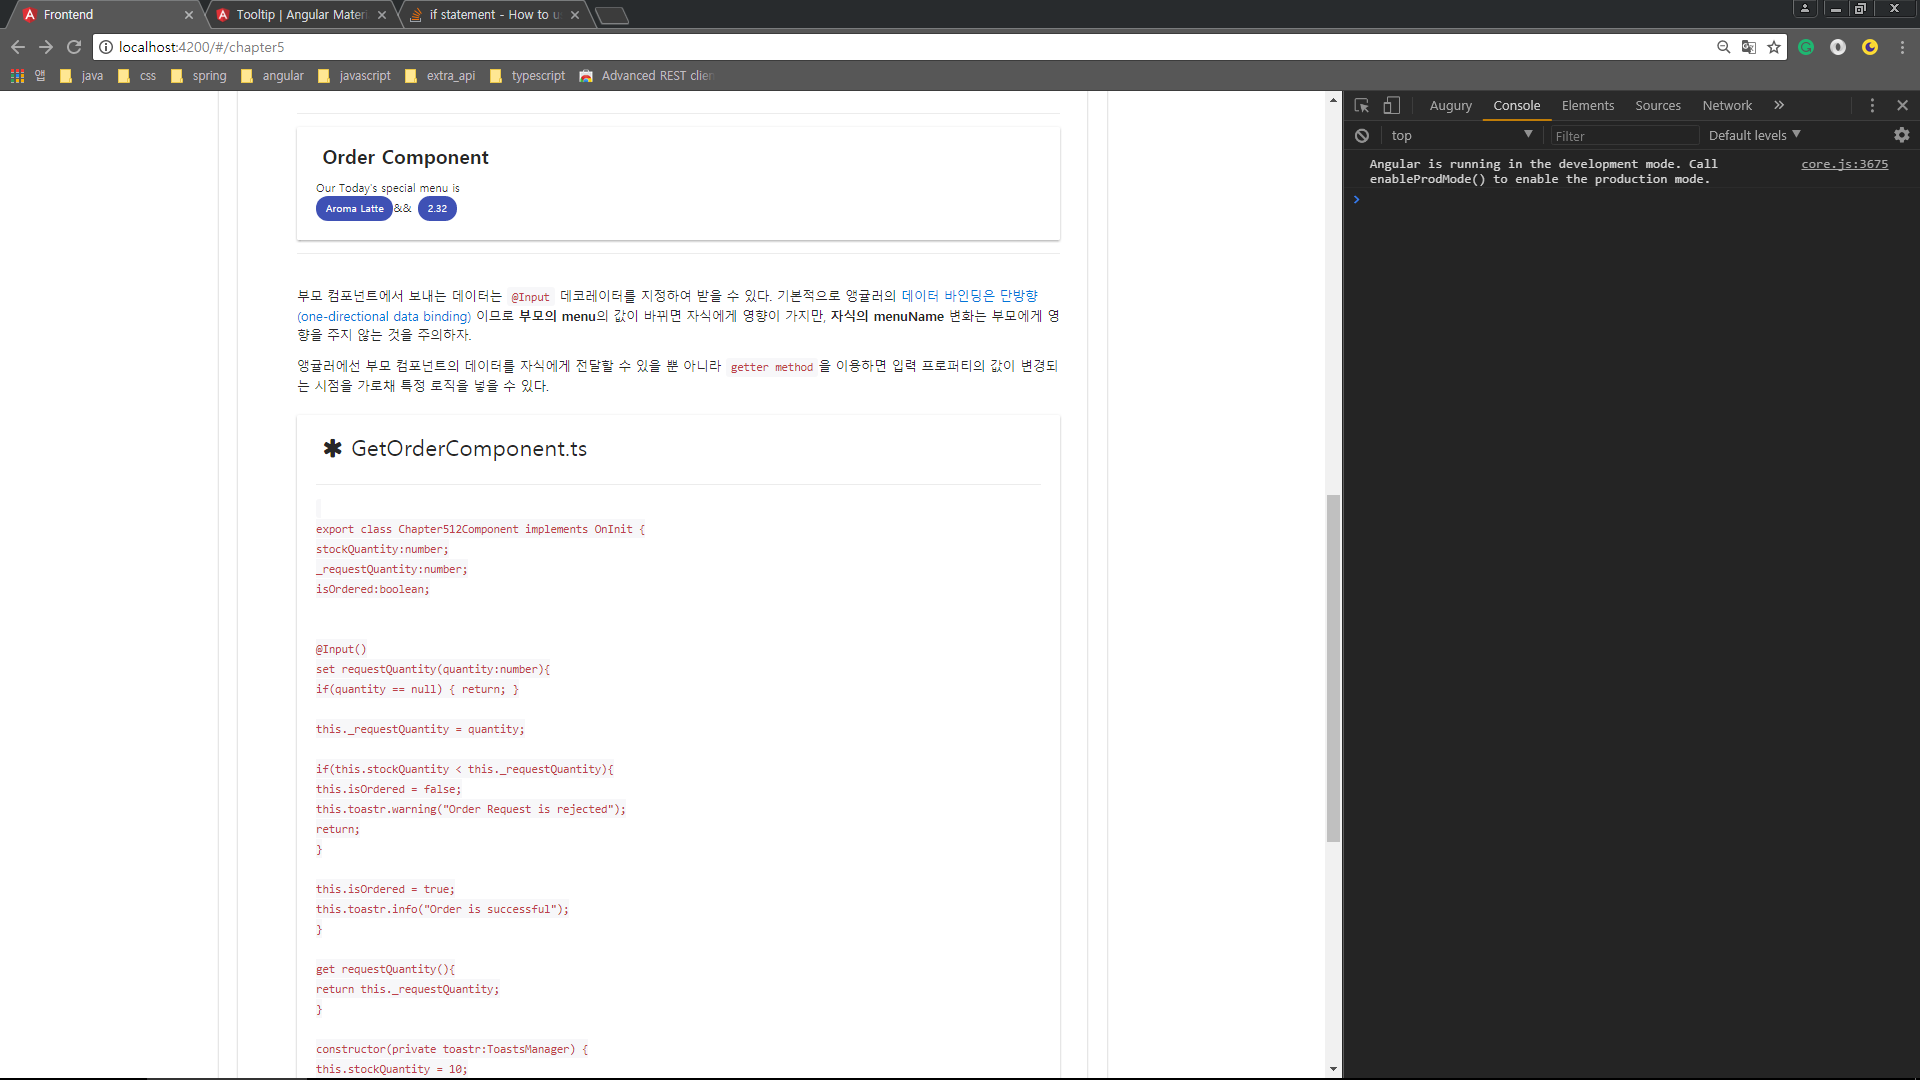 Frontend
Tooltip | Angular Materi
if statement - How to u
localhost:4200/#/chapter5
java css spring angular javascript extra_api typescript Advanced REST clien
Order Component
Our Today's special menu is
Aroma Latte && 2.32
부모 컴포넌트에서 보내는 데이터는 @Input 데코레이터를 지정하여 받을 수 있다. 기본적으로 앵귤러의 데이터 바인딩은 단방향
(one-directional data binding) 이므로 부모의 menu의 값이 바뀌면 자식에게 영향이 가지만, 자식의 menuName 변화는 부모에게 영
향을 주지 않는 것을 주의하자.
앵귤러에선 부모 컴포넌트의 데이터를 자식에게 전달할 수 있을 뿐 아니라 getter method 을 이용하면 입력 프로퍼티의 값이 변경되
는 시점을 가로채 특정 로직을 넣을 수 있다.
✱ GetOrderComponent.ts
export class Chapter512Component implements OnInit {
stockQuantity:number;
_requestQuantity:number;
isOrdered:boolean;
@Input()
set requestQuantity(quantity:number){
if(quantity == null) { return; }
this._requestQuantity = quantity;
if(this.stockQuantity < this._requestQuantity){
this.isOrdered = false;
this.toastr.warning("Order Request is rejected");
return;
}
this.isOrdered = true;
this.toastr.info("Order is successful");
}
get requestQuantity(){
return this._requestQuantity;
}
constructor(private toastr:ToastsManager) {
this.stockQuantity = 10;
Augury Console Elements Sources Network
top Filter Default levels
Angular is running in the development mode. Call core.js:3675
enableProdMode() to enable the production mode.